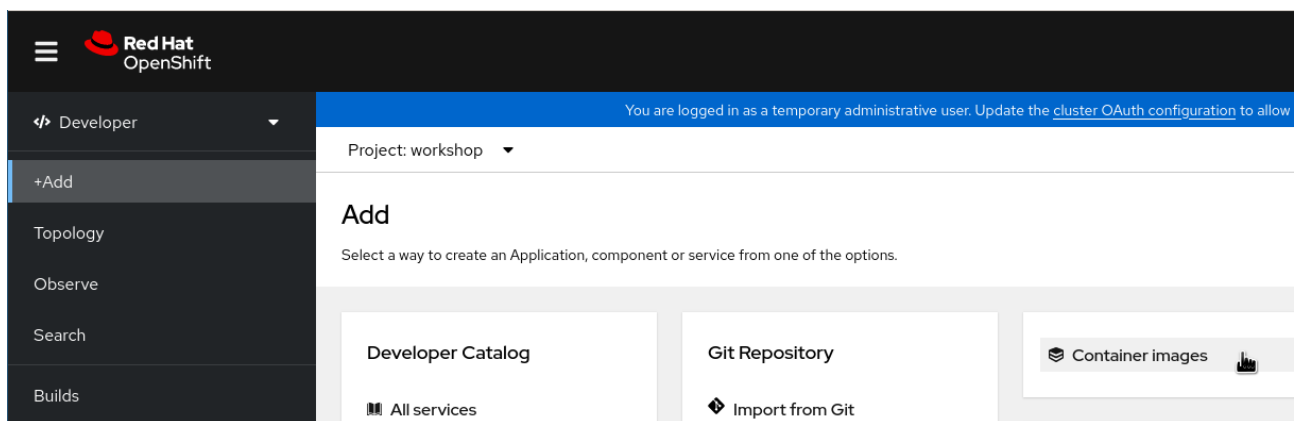 Red Hat
OpenShift
Developer
You are logged in as a temporary administrative user. Update the cluster OAuth configuration to allow
Project: workshop
+Add
Add
Topology
Select a way to create an Application, component or service from one of the options.
Observe
Search
Developer Catalog
Git Repository
Container images
Builds
All services
Import from Git